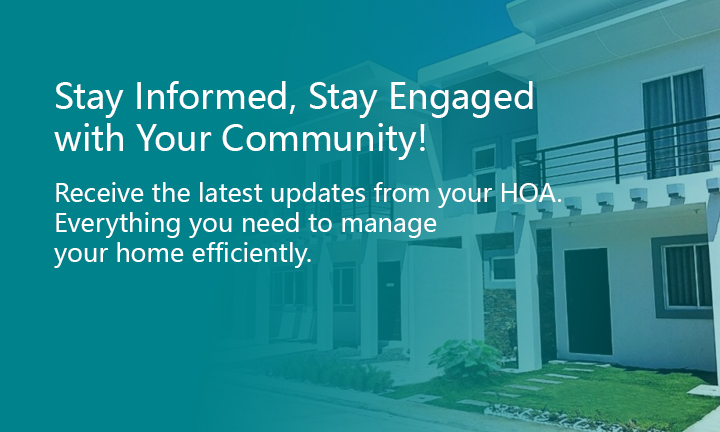 Stay Informed, Stay Engaged
with Your Community!
Receive the latest updates from your HOA.
Everything you need to manage
your home efficiently.